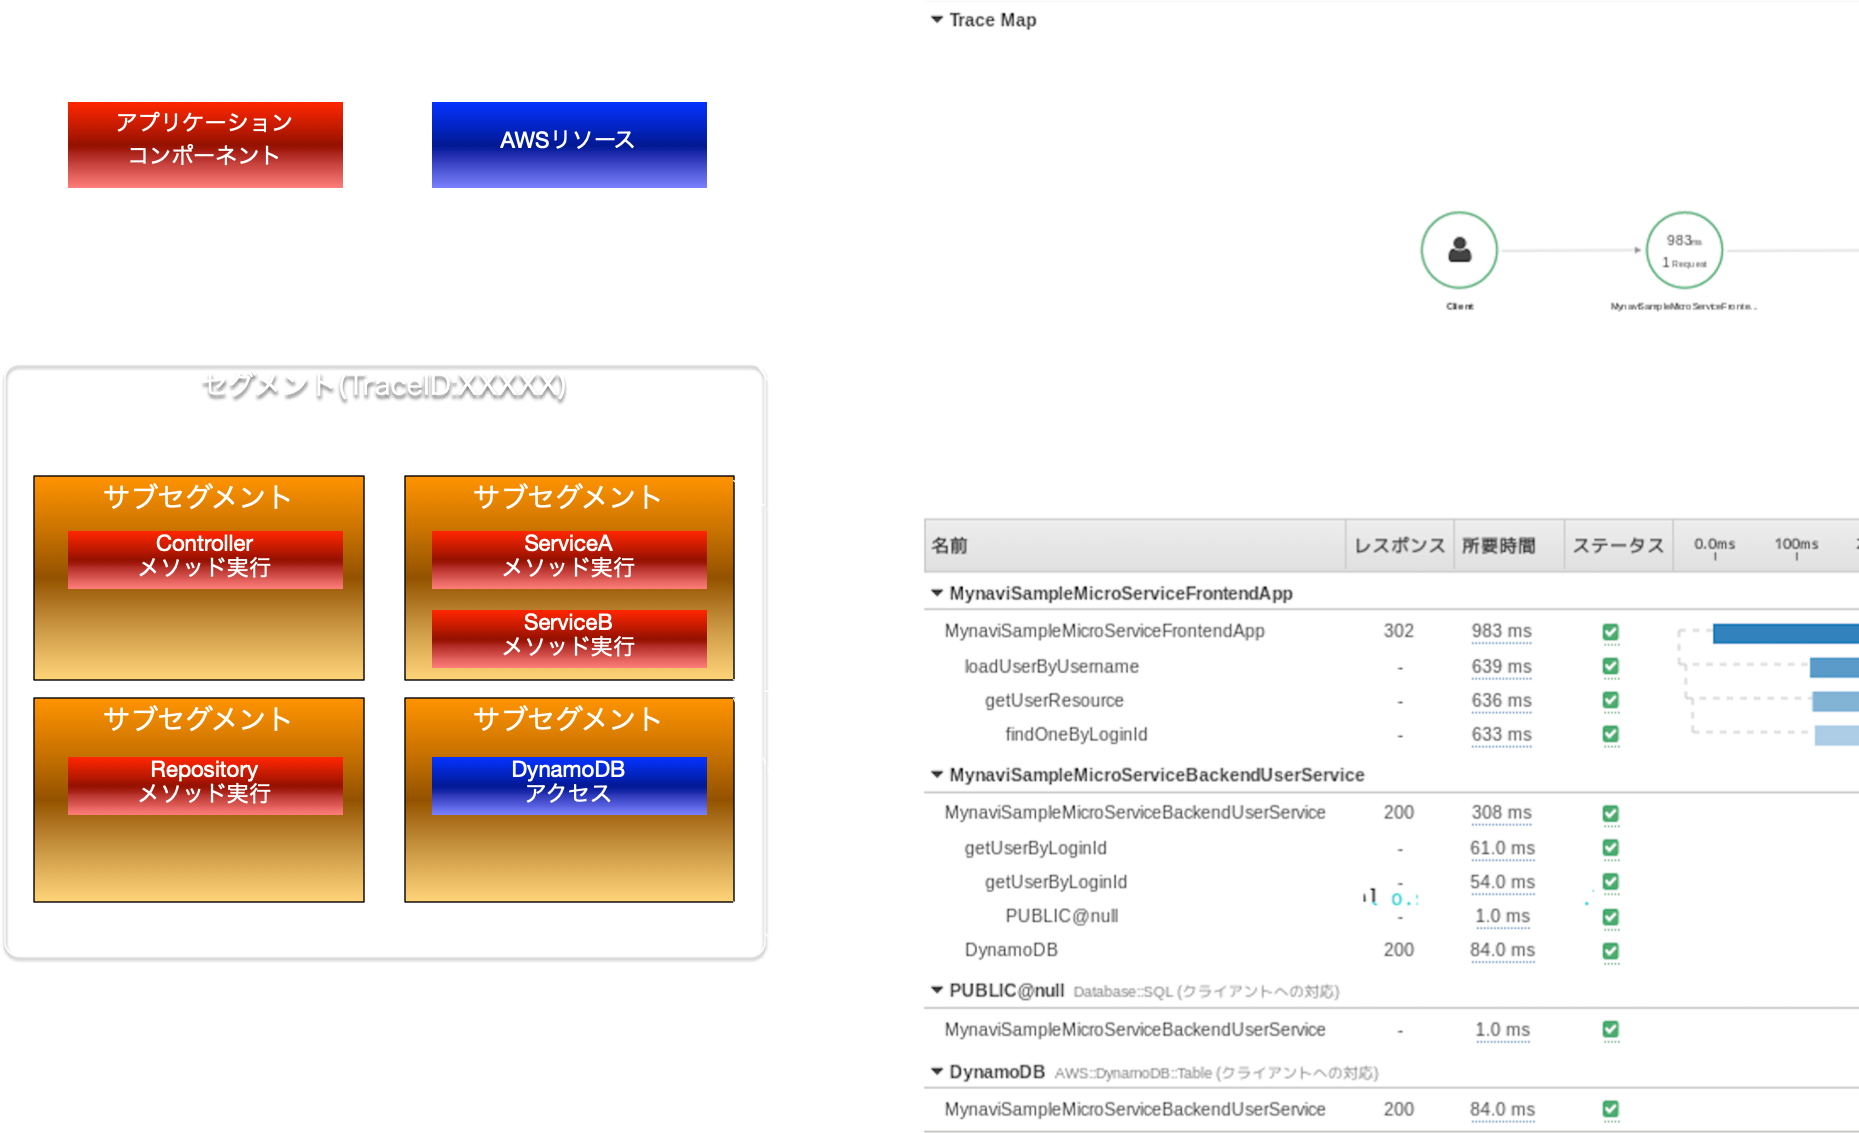 アプリケーション
コンポーネント
AWSリソース
セグメント(TraceID:XXXXX)
サブセグメント
Controller
メソッド実行
サブセグメント
ServiceA
メソッド実行
ServiceB
メソッド実行
サブセグメント
Repository
メソッド実行
サブセグメント
DynamoDB
アクセス
Trace Map
983ms
1 Request
Client
MynaviSampleMicroServiceFronte...
名前 レスポンス 所要時間 ステータス 0.0ms 100ms
MynaviSampleMicroServiceFrontendApp
MynaviSampleMicroServiceFrontendApp 302 983 ms
loadUserByUsername - 639 ms
getUserResource - 636 ms
findOneByLoginId - 633 ms
MynaviSampleMicroServiceBackendUserService
MynaviSampleMicroServiceBackendUserService 200 308 ms
getUserByLoginId - 61.0 ms
getUserByLoginId - 54.0 ms
PUBLIC@null - 1.0 ms
DynamoDB 200 84.0 ms
PUBLIC@null Database::SQL (クライアントへの対応)
MynaviSampleMicroServiceBackendUserService - 1.0 ms
DynamoDB AWS::DynamoDB::Table (クライアントへの対応)
MynaviSampleMicroServiceBackendUserService 200 84.0 ms